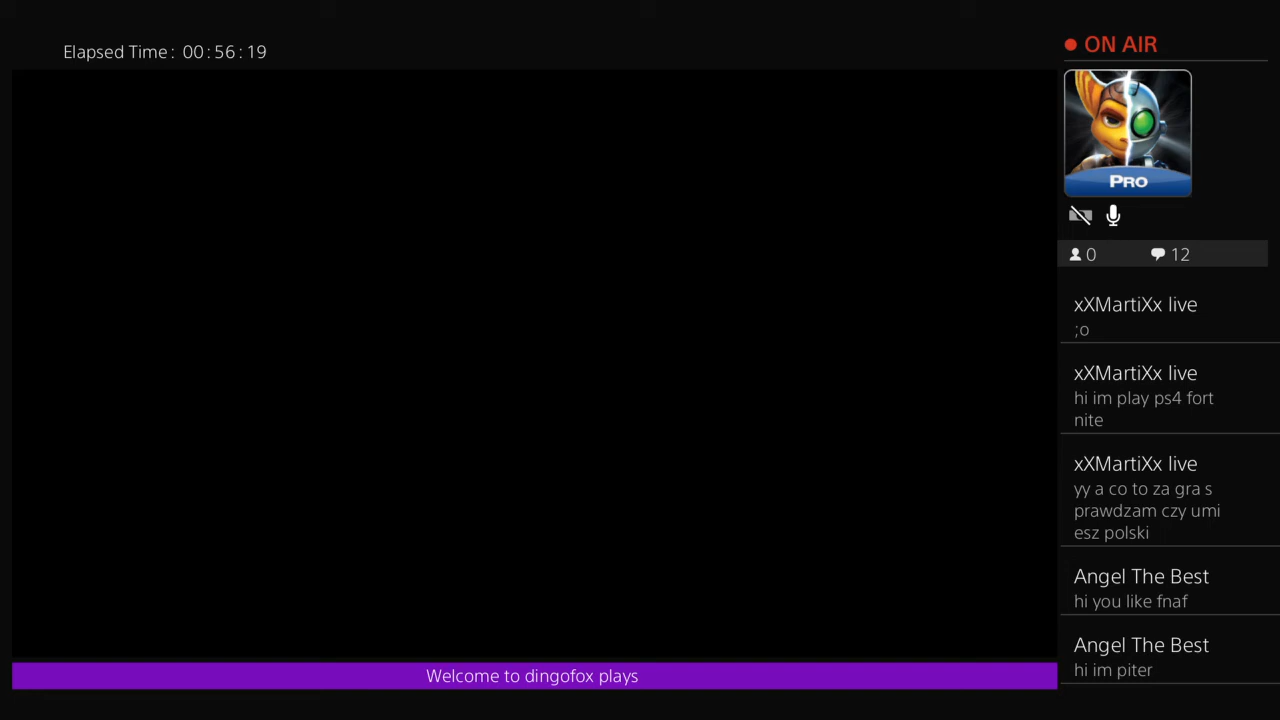 Elapsed Time: 00:56:19
ON AIR
PRO
0 12
xXMartiXx live
;o
xXMartiXx live
hi im play ps4 fort
nite
xXMartiXx live
yy a co to za gra s
prawdzam czy umi
esz polski
Angel The Best
hi you like fnaf
Angel The Best
hi im piter
Welcome to dingofox plays